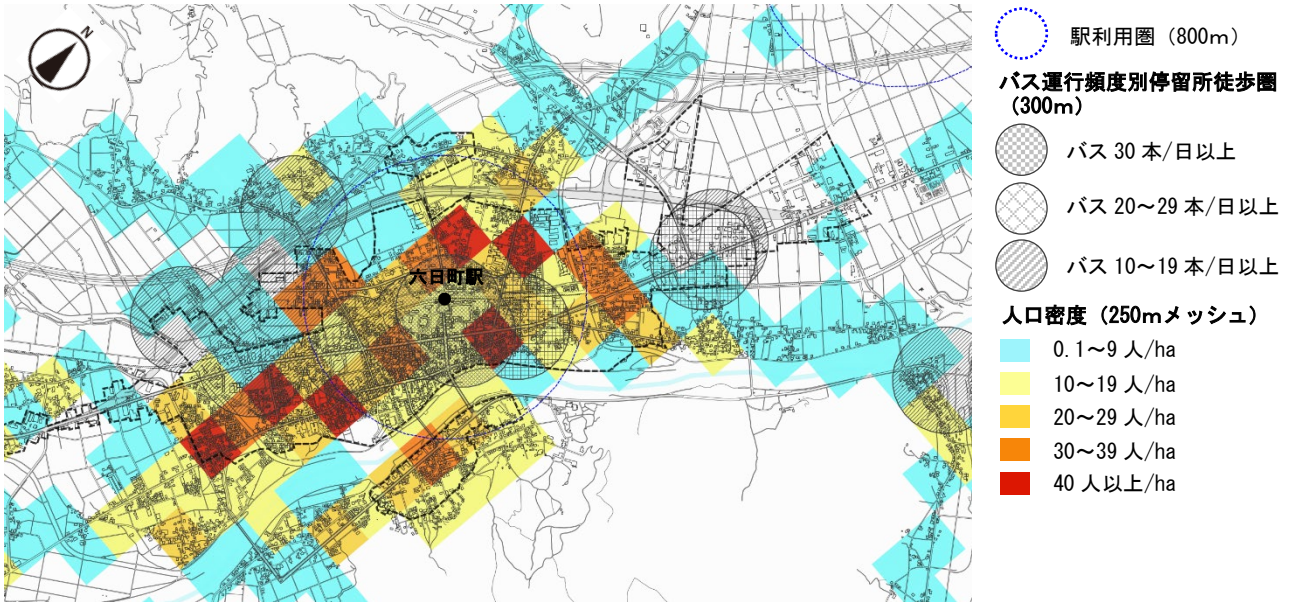 N
六日町駅
駅利用圏（800ｍ）
バス運行頻度別停留所徒歩圏
（300ｍ）
バス 30 本/日以上
バス 20～29 本/日以上
バス 10～19 本/日以上
人口密度（250ｍメッシュ）
0.1～9 人/ha
10～19 人/ha
20～29 人/ha
30～39 人/ha
40 人以上/ha